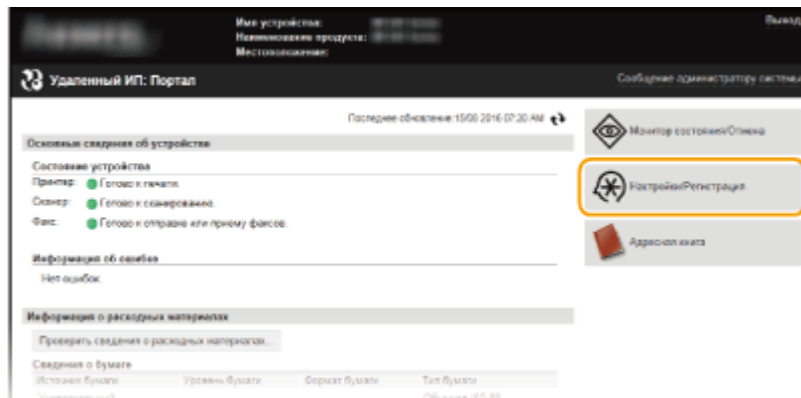 Имя устройства:
Наименование продукта:
Местоположение:
Выход
Удаленный ИП: Портал
Сообщение администратору системы
Последнее обновление: 15/06 2016 07:20 AM
Основные сведения об устройстве
Состояние устройства
Принтер: Готово к печати.
Сканер: Готово к сканированию.
Факс: Готово к отправке или приему факсов.
Информация об ошибке
Нет ошибок.
Информация о расходных материалах
Проверить сведения о расходных материалах...
Сведения о бумаге
Источник бумаги Уровень бумаги Формат бумаги Тип бумаги
Монитор состояния/Отмена
Настройки/Регистрация
Адресная книга